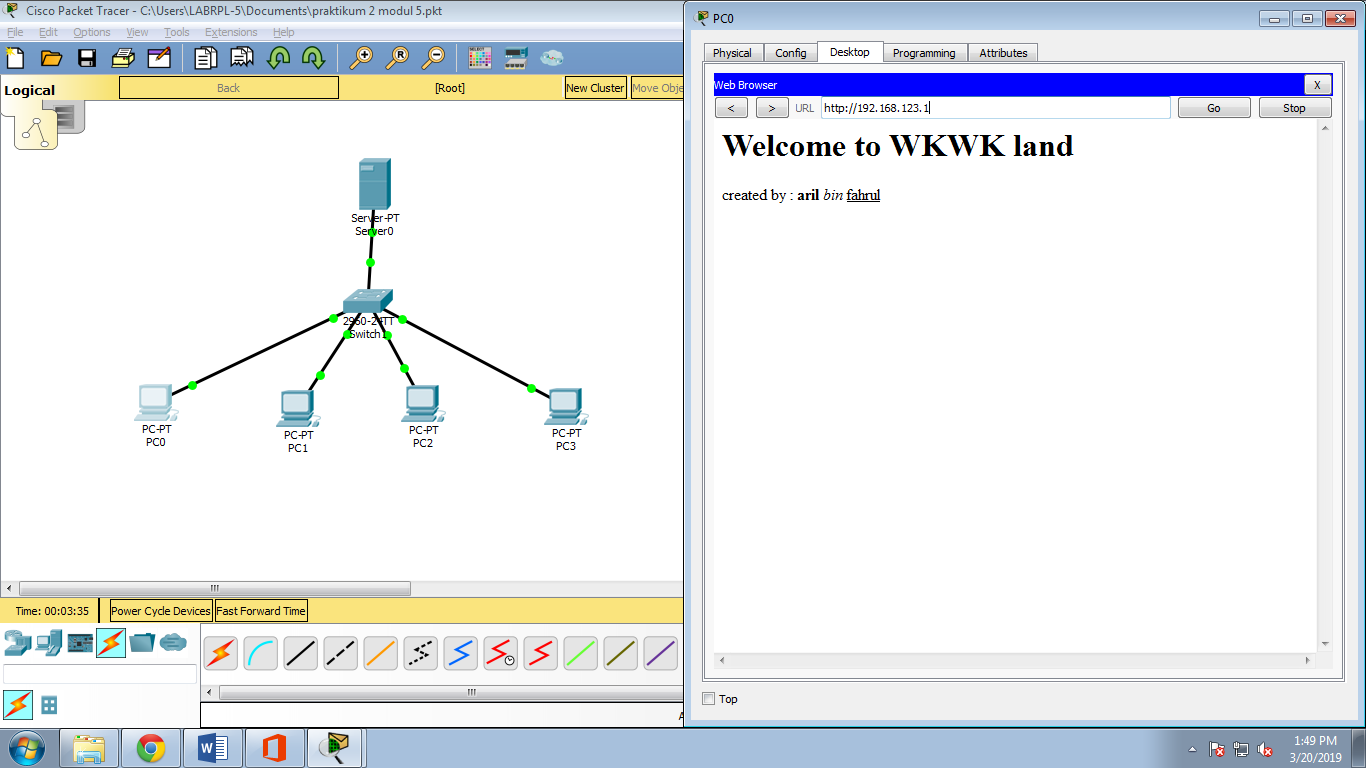 Cisco Packet Tracer - C:\Users\LABRPL-5\Documents\praktikum 2 modul 5.pkt
File Edit Options View Tools Extensions Help
Logical
Back
[Root]
New Cluster
Move Obje
Server-PT
Server0
2960-24TT
Switch1
PC-PT
PC0
PC-PT
PC1
PC-PT
PC2
PC-PT
PC3
Time: 00:03:35
Power Cycle Devices
Fast Forward Time
PC0
Physical Config Desktop Programming Attributes
Web Browser
X
< > URL http://192.168.123.1 Go Stop
Welcome to WKWK land
created by : aril bin fahrul
Top
1:49 PM
3/20/2019